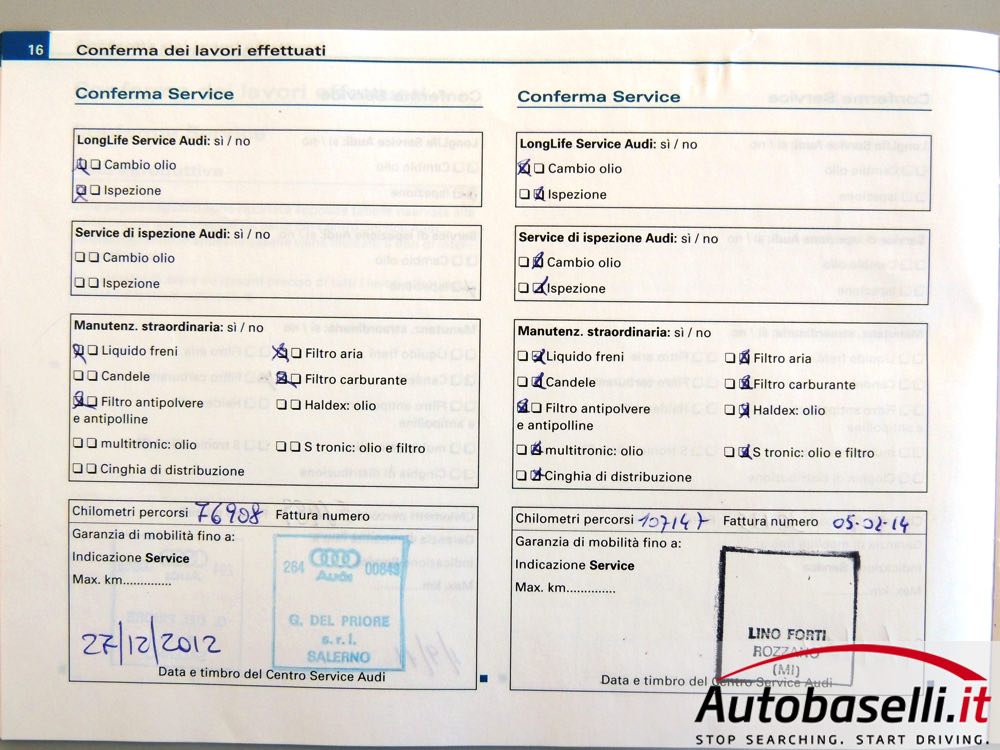 16 Conferma dei lavori effettuati
Conferma Service
LongLife Service Audi: sì / no
Cambio olio
Ispezione
Service di ispezione Audi: sì / no
Cambio olio
Ispezione
Manutenz. straordinaria: sì / no
Liquido freni Filtro aria
Candele Filtro carburante
Filtro antipolvere Haldex: olio
e antipolline
multitronic: olio S tronic: olio e filtro
Cinghia di distribuzione
Chilometri percorsi 76908 Fattura numero
Garanzia di mobilità fino a:
Indicazione Service
Max. km.............
284 Audi 00849
G. DEL PRIORE
s.r.l.
SALERNO
27/12/2012
Data e timbro del Centro Service Audi
Conferma Service
LongLife Service Audi: sì / no
Cambio olio
Ispezione
Service di ispezione Audi: sì / no
Cambio olio
Ispezione
Manutenz. straordinaria: sì / no
Liquido freni Filtro aria
Candele Filtro carburante
Filtro antipolvere Haldex: olio
e antipolline
multitronic: olio S tronic: olio e filtro
Cinghia di distribuzione
Chilometri percorsi 107147 Fattura numero 05-02-14
Garanzia di mobilità fino a:
Indicazione Service
Max. km.............
LINO FORTI
ROZZANO
(MI)
Data e timbro del Centro Service Audi
Autobaselli.it
STOP SEARCHING. START DRIVING.